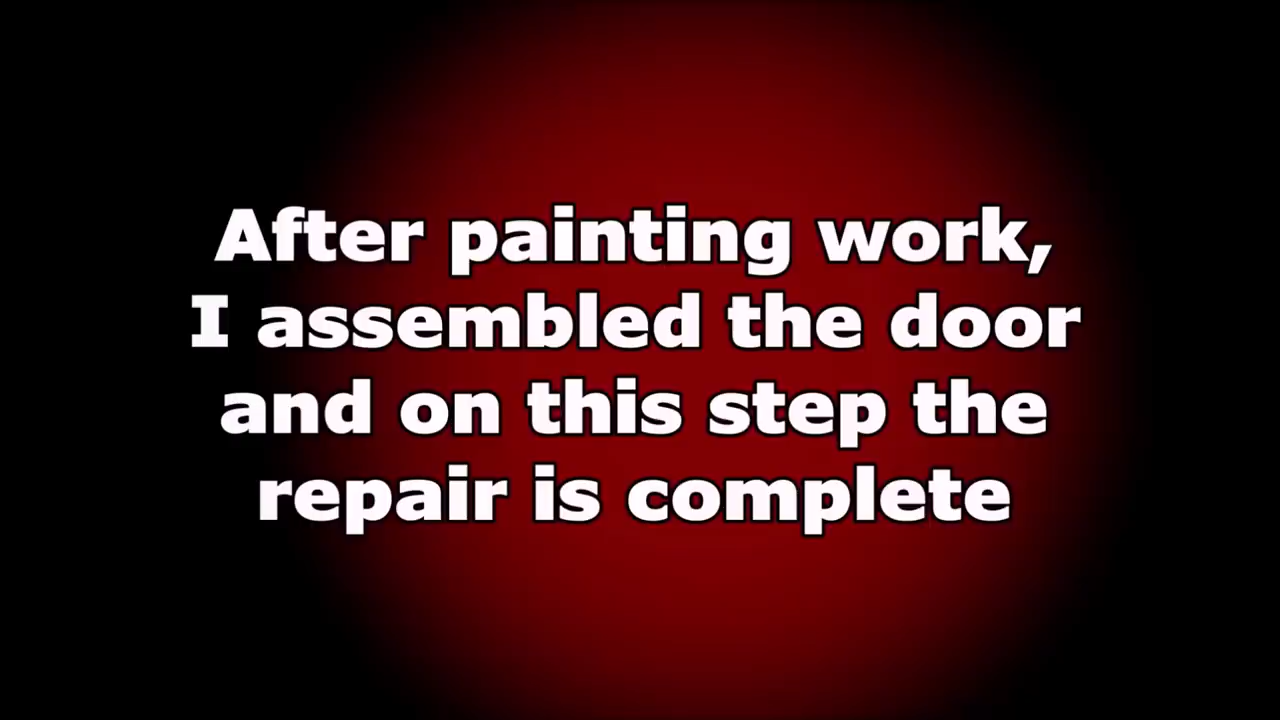 After painting work,
I assembled the door
and on this step the
repair is complete